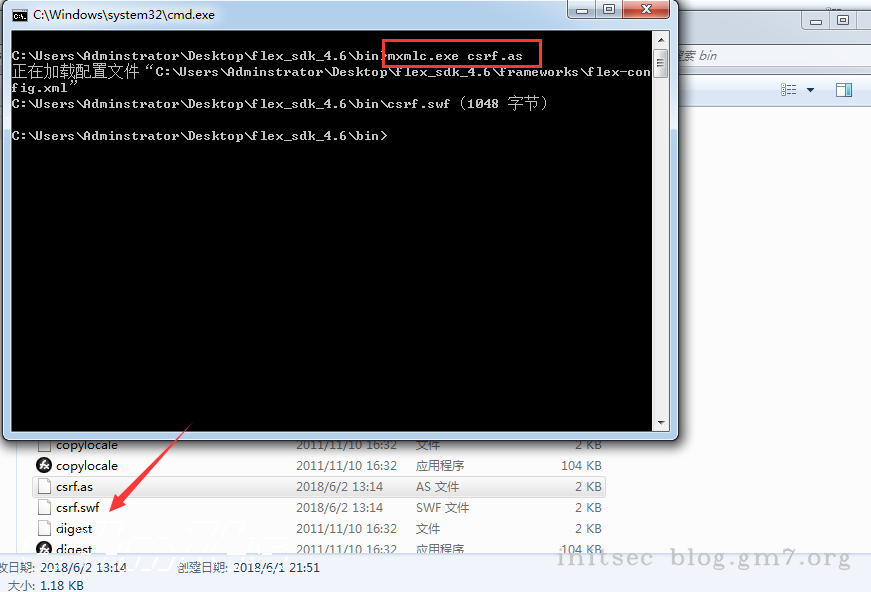 C:\Windows\system32\cmd.exe
C:\Users\Adminstrator\Desktop\flex_sdk_4.6\bin>mxmlc.exe csrf.as
正在加载配置文件“C:\Users\Adminstrator\Desktop\flex_sdk_4.6\frameworks\flex-con
fig.xml”
C:\Users\Adminstrator\Desktop\flex_sdk_4.6\bin\csrf.swf（1048 字节）
C:\Users\Adminstrator\Desktop\flex_sdk_4.6\bin>
索 bin
copylocale 2011/11/10 16:32 文件 2 KB
copylocale 2011/11/10 16:32 应用程序 104 KB
csrf.as 2018/6/2 13:14 AS 文件 2 KB
csrf.swf 2018/6/2 13:14 SWF 文件 2 KB
digest 2011/11/10 16:32 文件 2 KB
digest 2011/11/10 16:32 应用程序 104 KB
initsec blog.gm7.org
改日期: 2018/6/2 13:14 创建日期: 2018/6/1 21:51
大小: 1.18 KB